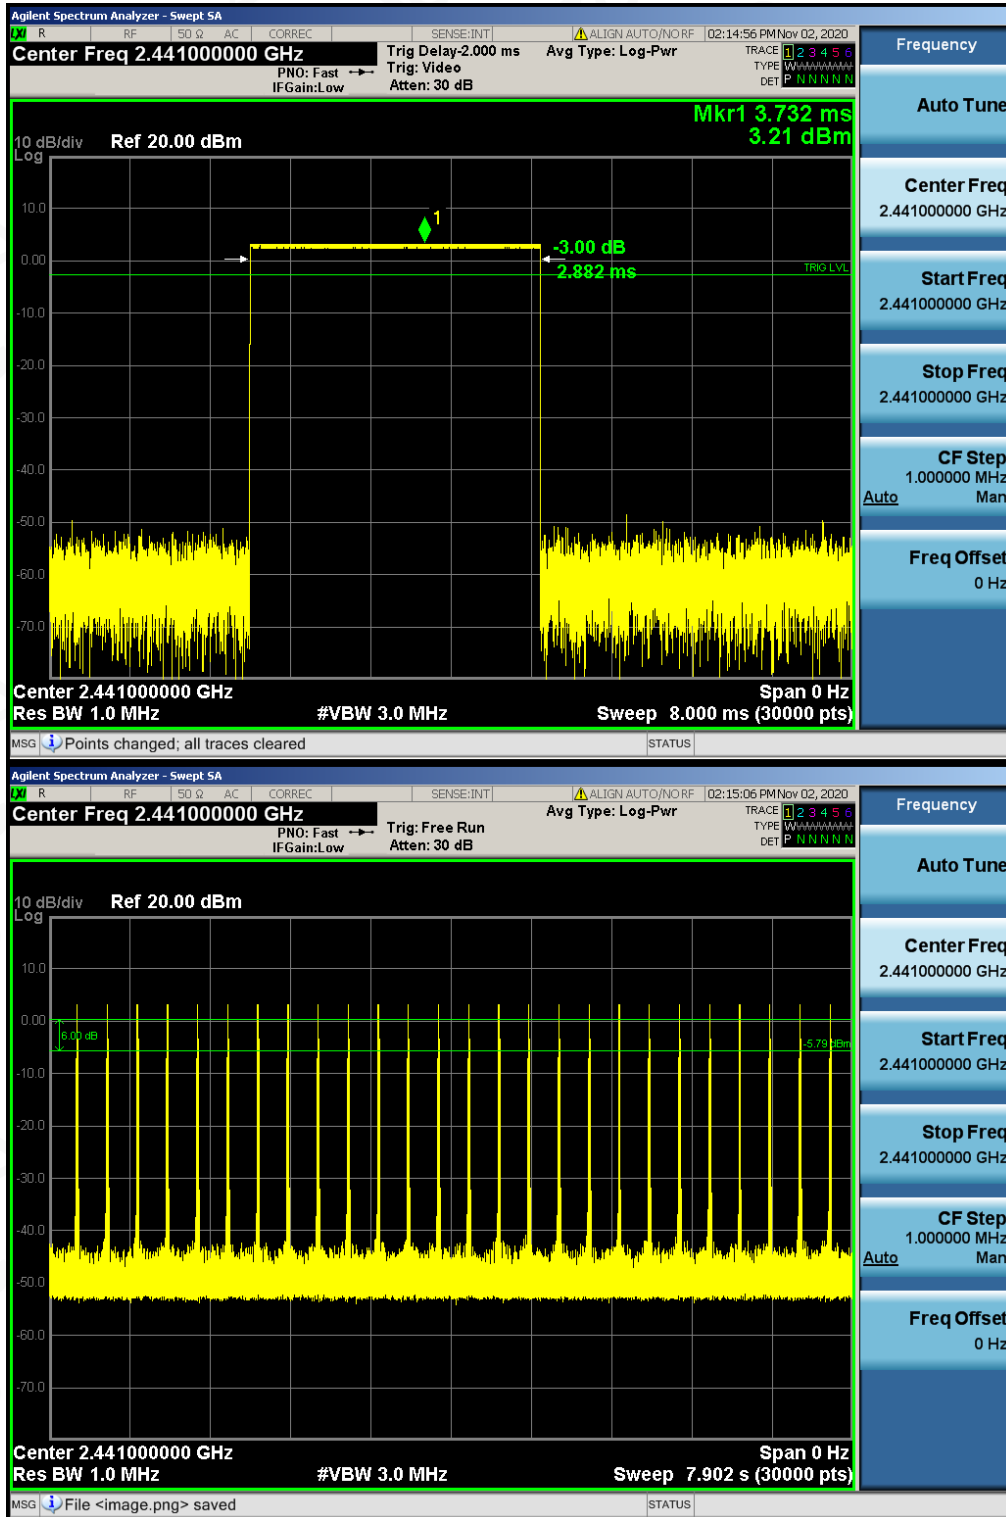 Agilent Spectrum Analyzer - Swept SA
LXI R RF 50 Ω AC CORREC SENSE:INT ALIGN AUTO/NO RF 02:14:56 PM Nov 02, 2020
Center Freq 2.441000000 GHz
PNO: Fast
IFGain:Low
Trig Delay-2.000 ms
Trig: Video
Atten: 30 dB
Avg Type: Log-Pwr
TRACE 1 2 3 4 5 6
TYPE WWWWWW
DET P N N N N N
Mkr1 3.732 ms
3.21 dBm
10 dB/div Ref 20.00 dBm
Log
10.0
1
-3.00 dB
0.00
2.882 ms
TRIG LVL
-10.0
-20.0
-30.0
-40.0
-50.0
-60.0
-70.0
Center 2.441000000 GHz Span 0 Hz
Res BW 1.0 MHz #VBW 3.0 MHz Sweep 8.000 ms (30000 pts)
MSG Points changed; all traces cleared STATUS
Frequency
Auto Tune
Center Freq
2.441000000 GHz
Start Freq
2.441000000 GHz
Stop Freq
2.441000000 GHz
CF Step
1.000000 MHz
Auto Man
Freq Offset
0 Hz
Agilent Spectrum Analyzer - Swept SA
LXI R RF 50 Ω AC CORREC SENSE:INT ALIGN AUTO/NO RF 02:15:06 PM Nov 02, 2020
Center Freq 2.441000000 GHz
PNO: Fast
IFGain:Low
Trig: Free Run
Atten: 30 dB
Avg Type: Log-Pwr
TRACE 1 2 3 4 5 6
TYPE WWWWWW
DET P N N N N N
10 dB/div Ref 20.00 dBm
Log
10.0
0.00
6.00 dB
-5.79 dBm
-10.0
-20.0
-30.0
-40.0
-50.0
-60.0
-70.0
Center 2.441000000 GHz Span 0 Hz
Res BW 1.0 MHz #VBW 3.0 MHz Sweep 7.902 s (30000 pts)
MSG File <image.png> saved STATUS
Frequency
Auto Tune
Center Freq
2.441000000 GHz
Start Freq
2.441000000 GHz
Stop Freq
2.441000000 GHz
CF Step
1.000000 MHz
Auto Man
Freq Offset
0 Hz